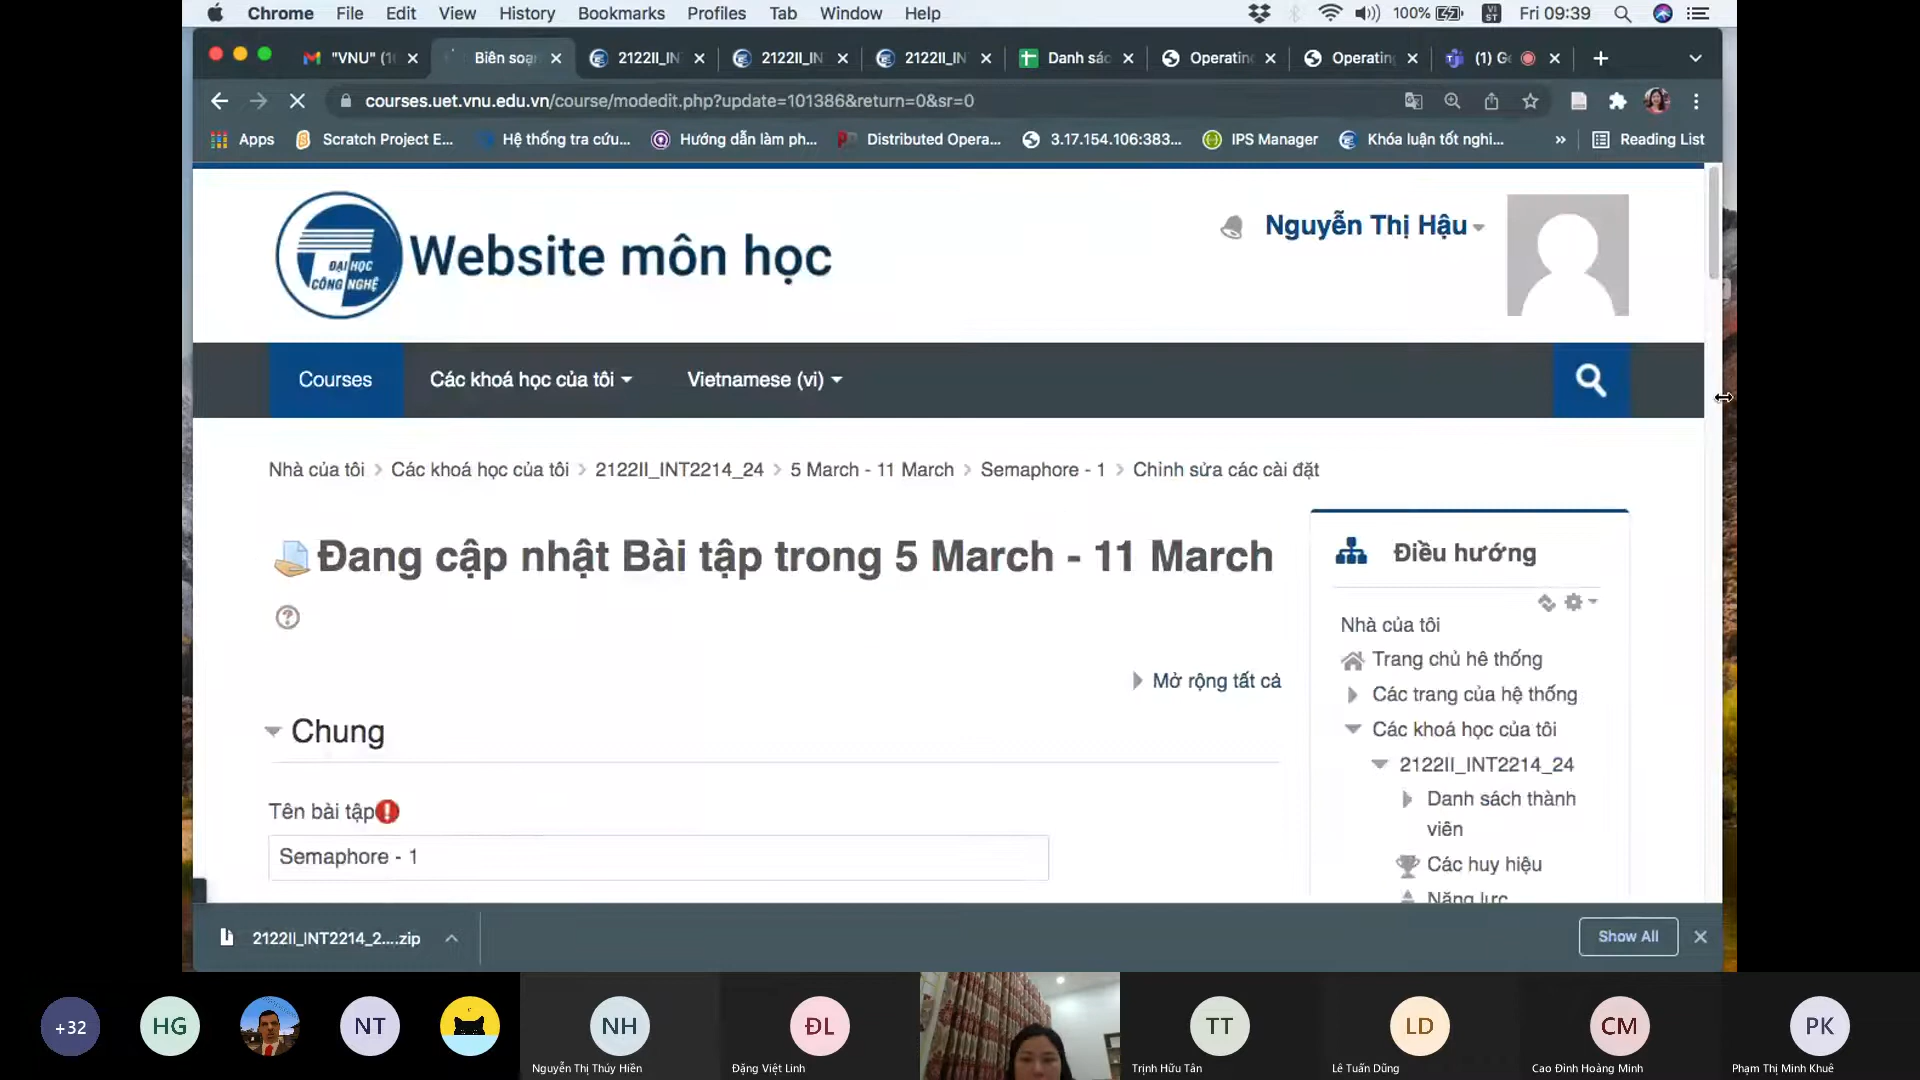 Chrome File Edit View History Bookmarks Profiles Tab Window Help
100% VI ST Fri 09:39
"VNU" (1 Biên soạ 2122II_IN 2122II_IN 2122II_IN Danh sác Operatin Operatin (1) G
courses.uet.vnu.edu.vn/course/modedit.php?update=101386&return=0&sr=0
Apps Scratch Project E... Hệ thống tra cứu... Hướng dẫn làm ph... Distributed Opera... 3.17.154.106:383... IPS Manager Khóa luận tốt nghi... » Reading List
ĐẠI HỌC
CÔNG NGHỆ
Website môn học
Nguyễn Thị Hậu
Courses Các khoá học của tôi Vietnamese (vi)
Nhà của tôi Các khoá học của tôi 2122II_INT2214_24 5 March - 11 March Semaphore - 1 Chỉnh sửa các cài đặt
Đang cập nhật Bài tập trong 5 March - 11 March
Mở rộng tất cả
Chung
Tên bài tập
Semaphore - 1
Điều hướng
Nhà của tôi
Trang chủ hê thống
Các trang của hệ thống
Các khoá học của tôi
2122II_INT2214_24
Danh sách thành
viên
Các huy hiệu
Năng lực
2122II_INT2214_2....zip
Show All
+32 HG NT NH ĐL TT LD CM PK
Nguyễn Thị Thúy Hiền Đặng Việt Linh Trịnh Hữu Tân Lê Tuấn Dũng Cao Đình Hoàng Minh Phạm Thị Minh Khuê